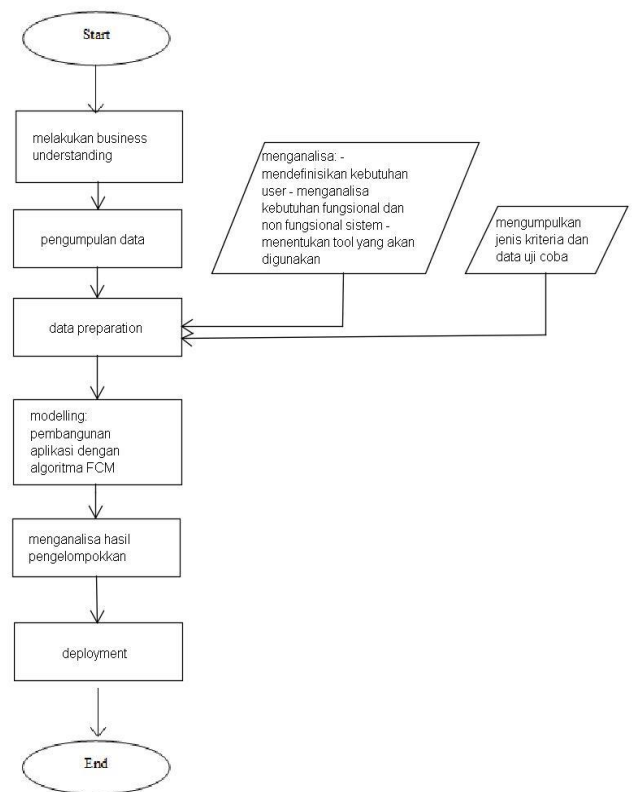 Start
melakukan business
understanding
pengumpulan data
menganalisa: -
mendefinisikan kebutuhan
user - menganalisa
kebutuhan fungsional dan
non fungsional sistem -
menentukan tool yang akan
digunakan
mengumpulkan
jenis kriteria dan
data uji coba
data preparation
modelling:
pembangunan
aplikasi dengan
algoritma FCM
menganalisa hasil
pengelompokkan
deployment
End